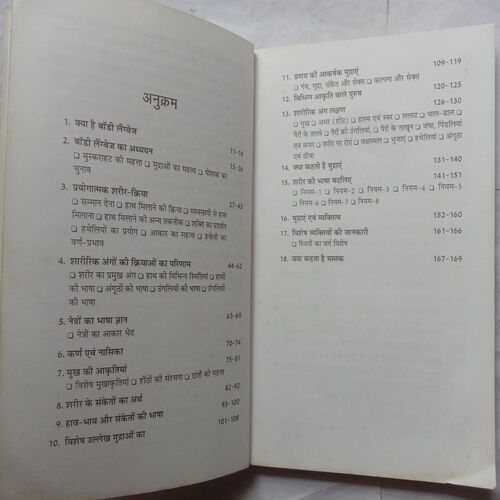 अनुक्रम
1. क्या है बॉडी लैंग्वेज 11-14
2. बॉडी लैंग्वेज का अध्ययन 15-26
❑ मुस्कराहट की महत्ता ❑ मुद्राओं का महत्व ❑ पोशाक का
चुनाव
3. प्रयोगात्मक शरीर-क्रिया 27-43
❑ सम्मान देना ❑ हाथ मिलाने की क्रिया ❑ व्यवसायी से हाथ
मिलाना ❑ हाथ मिलाने की अन्य तकनीक ❑ शक्ति का प्रदर्शन
❑ हथेलियों का प्रयोग ❑ आकार का महत्व ❑ हथेली का
वर्ण-प्रभाव
4. शारीरिक अंगों की क्रियाओं का परिणाम 44-62
❑ शरीर का प्रमुख अंग ❑ हाथ की विभिन्न स्थितियां ❑ हाथों
की भाषा ❑ अंगूठों की भाषा ❑ उंगलियों की भाषा ❑ उंगलियों
की भाषा
5. नेत्रों का भाषा ज्ञान 63-69
❑ नेत्रों का आकार भेद
6. कर्ण एवं नासिका 70-74
7. मुख की आकृतियां 75-81
❑ विशेष मुखाकृतियां ❑ होंठों की संरचना ❑ दांतों की महत्ता
8. शरीर के संकेतों का अर्थ 82-92
9. हाव-भाव और संकेतों की भाषा 93-100
10. विशेष उल्लेख मुद्राओं का 101-108
11. प्रणय की आकर्षक मुद्राएं 109-119
❑ गंध, मुद्रा, संकेत और सेक्स ❑ कल्पना और सेक्स
12. विभिन्न आकृति वाले पुरुष 120-125
13. शारीरिक अंग लक्षण 126-130
❑ मुख ❑ अधर (होंठ) ❑ हास्य एवं स्वर ❑ ललाट ❑ चाल-ढाल ❑
पैरों के तलवे ❑ पैरों की उंगलियां, ❑ पैरों के नाखून ❑ जंघा, पिंडलियां
एवं कमर ❑ शरीर पर रोएं ❑ वक्षस्थल ❑ भुजाएं ❑ हथेलियां ❑ अंगूठा
एवं ग्रीवा
14. क्या कहती हैं मुद्राएं 131-140
15. शरीर की भाषा बदलिए 141-151
❑ नियम-1 ❑ नियम-2 ❑ नियम-3 ❑ नियम-4 ❑ नियम-5
❑ नियम-6 ❑ नियम-7 ❑ नियम-8
16. मुद्राएं एवं व्यक्तित्व 152-160
17. विशेष व्यक्तियों की जानकारी 161-166
❑ स्त्रियों का वर्ग विशेष
18. क्या कहता है मस्तक 167-169